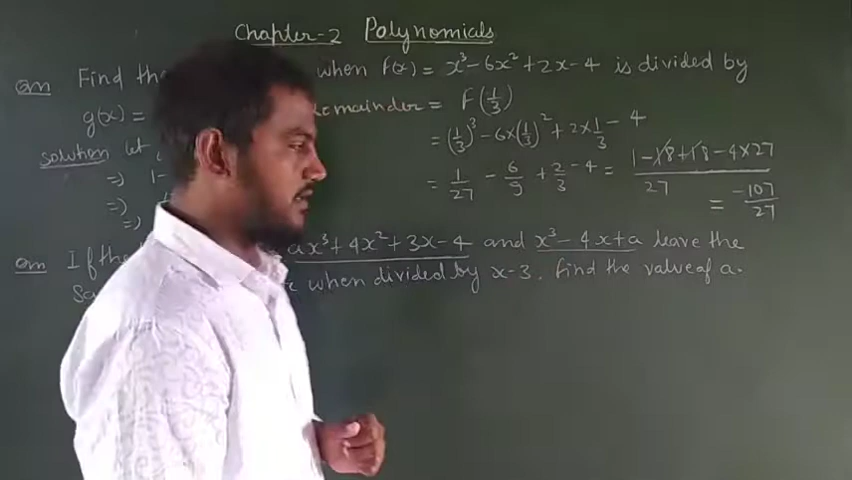 Chapter-2 Polynomials
Qm Find the when f(x) = x³-6x²+2x-4 is divided by
g(x) = Remainder = F(1/3)
Solution let = (1/3)³-6×(1/3)²+2×1/3-4
⇒ 1- = 1/27 - 6/9 + 2/3 - 4 = 1-18+18-4×27/27
⇒ = -107/27
⇒
Qm If the ax³+4x²+3x-4 and x³-4x+a leave the
when divided by x-3. find the value of a.